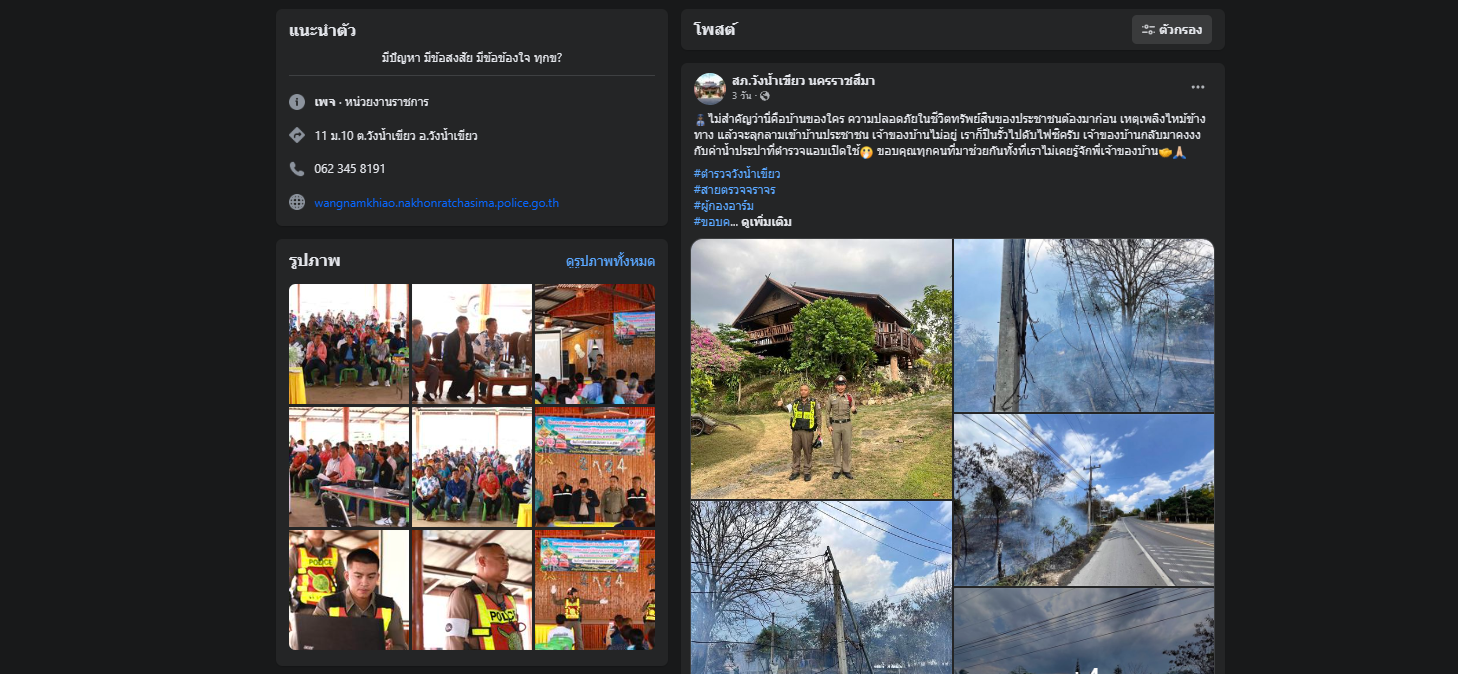 แนะนำตัว
มีปัญหา มีข้อสงสัย มีข้อข้องใจ ทุกข?
เพจ · หน่วยงานราชการ
11 ม.10 ต.วังน้ำเขียว อ.วังน้ำเขียว
062 345 8191
wangnamkhiao.nakhonratchasima.police.go.th
รูปภาพ
ดูรูปภาพทั้งหมด
POLICE
POLICE
โพสต์
ตัวกรอง
สภ.วังน้ำเขียว นครราชสีมา
3 วัน ·
ไม่สำคัญว่านี่คือบ้านของใคร ความปลอดภัยในชีวิตทรัพย์สินของประชาชนต้องมาก่อน เหตุเพลิงไหม้ข้าง
ทาง แล้วจะลุกลามเข้าบ้านประชาชน เจ้าของบ้านไม่อยู่ เราก็ปีนรั้วไปดับไฟซิครับ เจ้าของบ้านกลับมาคงงง
กับค่าน้ำประปาที่ตำรวจแอบเปิดใช้🫢 ขอบคุณทุกคนที่มาช่วยกันทั้งที่เราไม่เคยรู้จักพี่เจ้าของบ้าน🤝🙏🏼
#ตำรวจวังน้ำเขียว
#สายตรวจจราจร
#ผู้กองอาร์ม
#ขอบค... ดูเพิ่มเติม